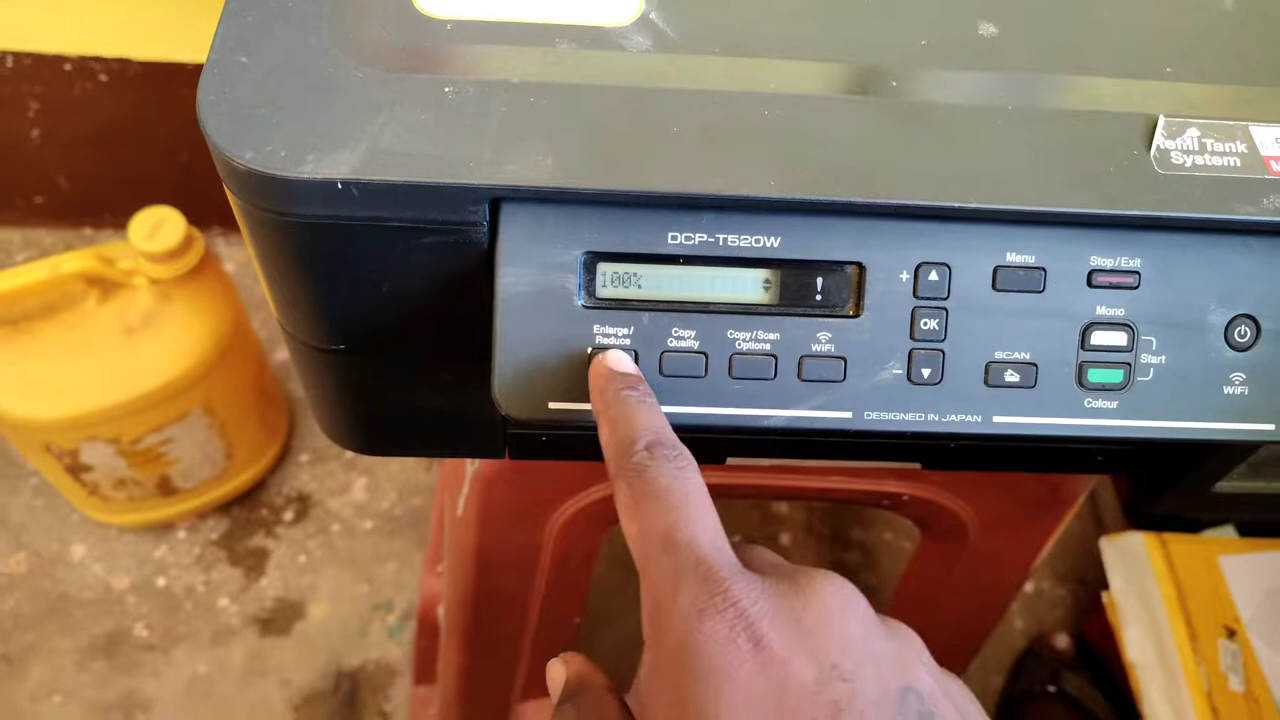 Refill Tank
System
DCP-T520W
100%
Enlarge/
Reduce
Copy
Quality
Copy/Scan
Options
WiFi
+
OK
-
Menu
Stop/Exit
Mono
Start
SCAN
Colour
WiFi
DESIGNED IN JAPAN